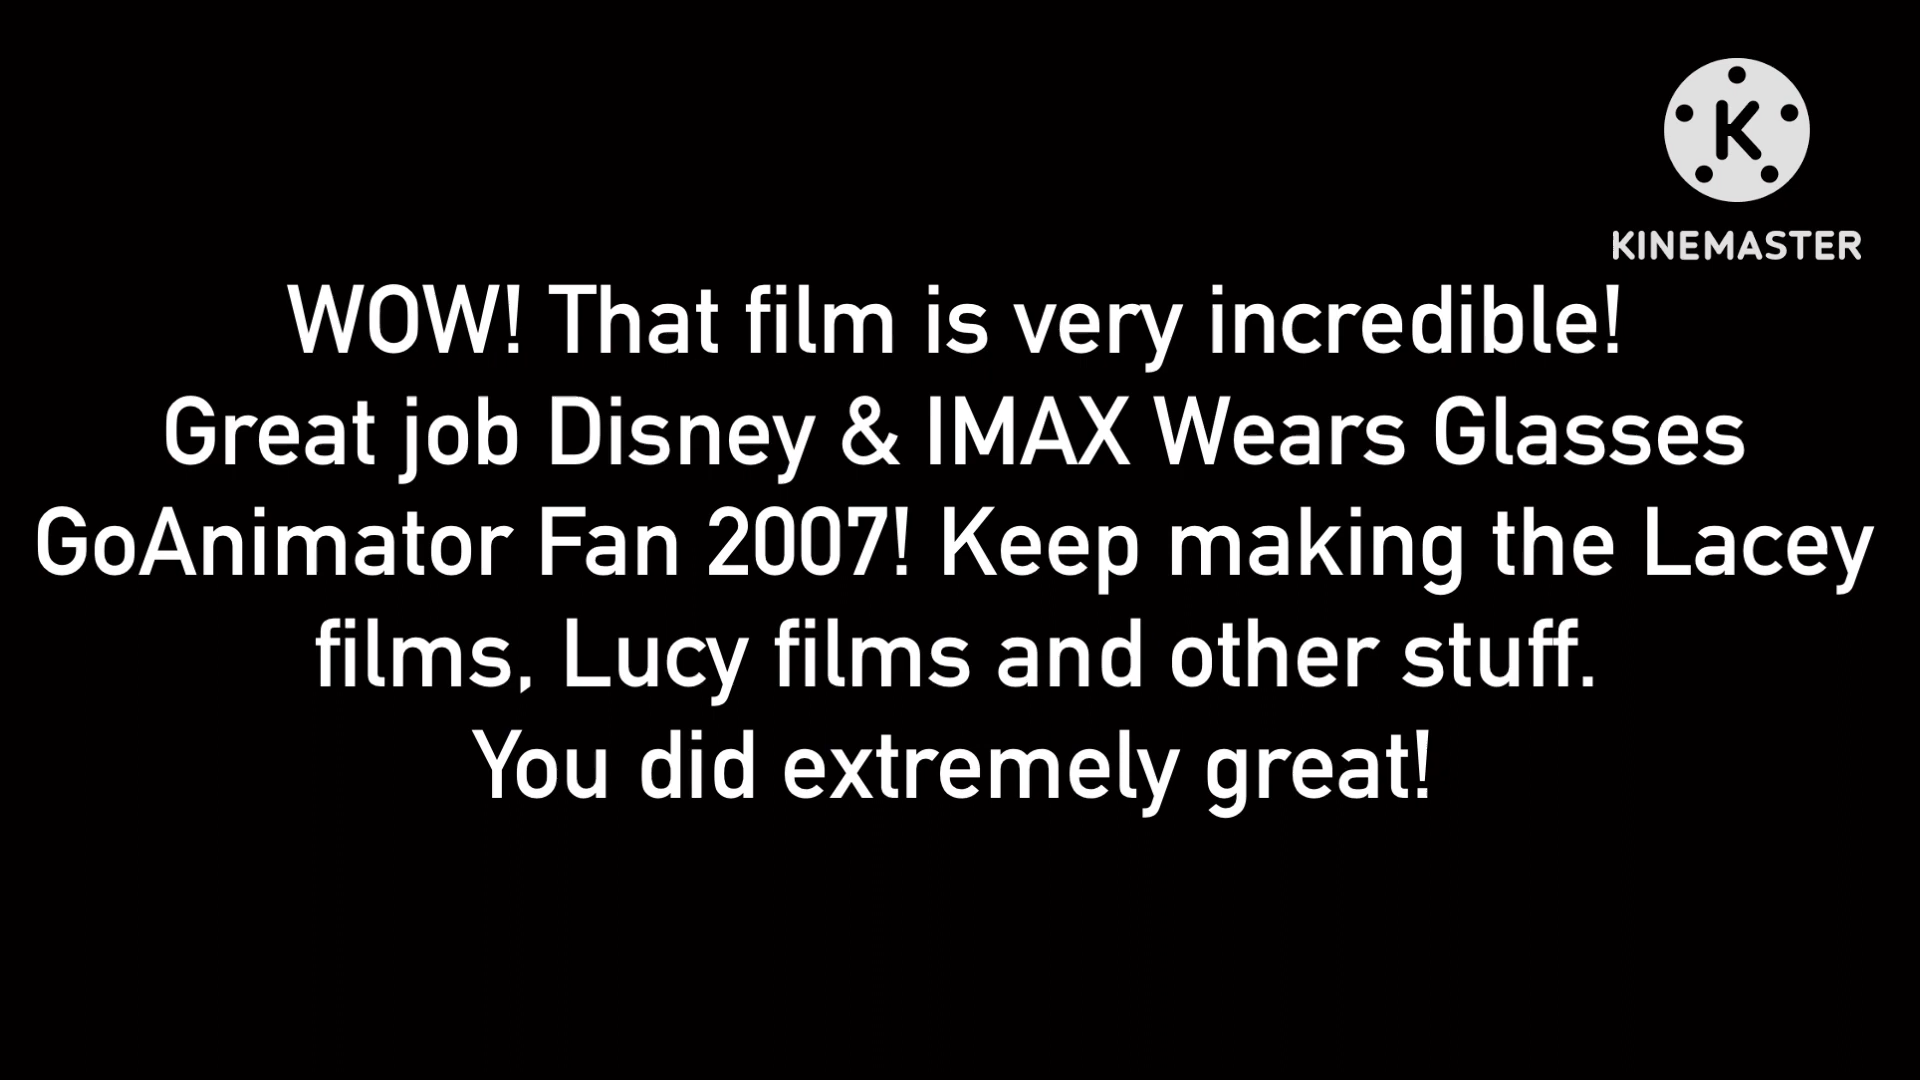 K
KINEMASTER
WOW! That film is very incredible!
Great job Disney & IMAX Wears Glasses
GoAnimator Fan 2007! Keep making the Lacey
films, Lucy films and other stuff.
You did extremely great!